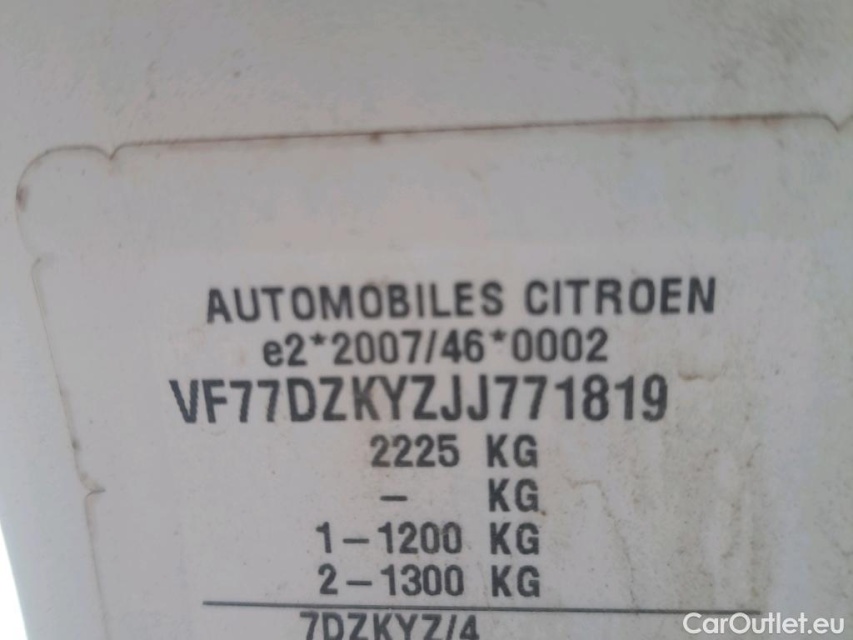 AUTOMOBILES CITROEN
e2*2007/46*0002
VF77DZKYZJJ771819
2225 KG
- KG
1-1200 KG
2-1300 KG
7DZKYZ/4
CarOutlet.eu